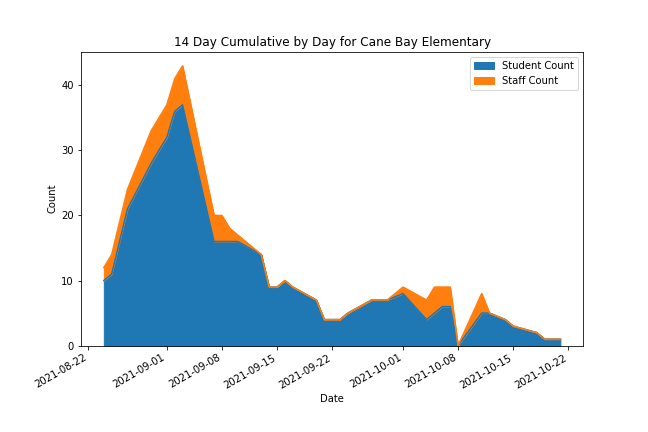 14 Day Cumulative by Day for Cane Bay Elementary
Student Count
Staff Count
Count
40
30
20
10
0
2021-08-22
2021-09-01
2021-09-08
2021-09-15
2021-09-22
2021-10-01
2021-10-08
2021-10-15
2021-10-22
Date